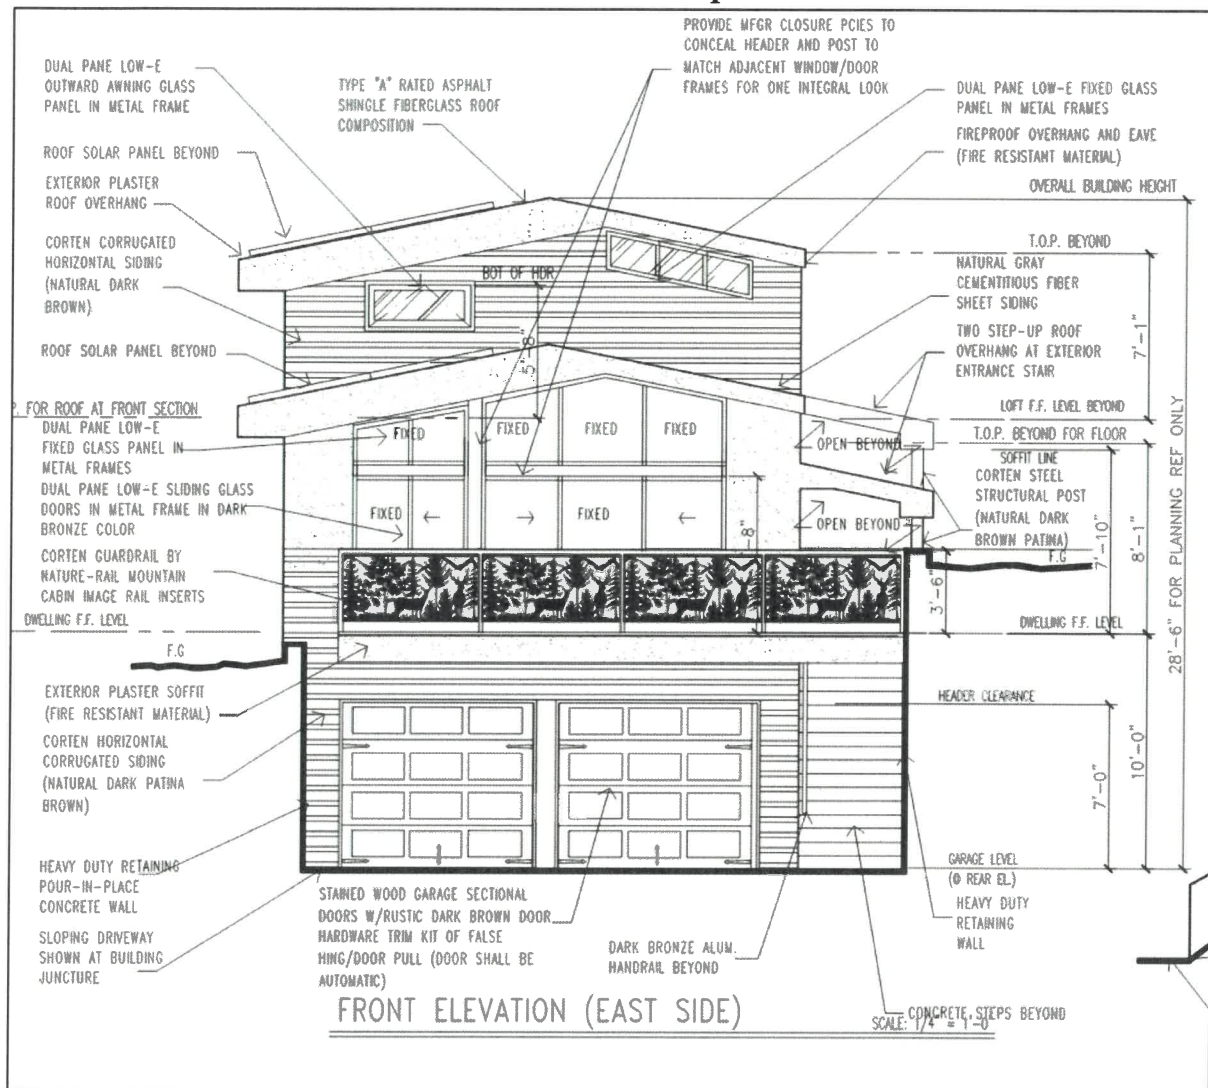 PROVIDE MFGR CLOSURE PCIES TO
CONCEAL HEADER AND POST TO
MATCH ADJACENT WINDOW/DOOR
FRAMES FOR ONE INTEGRAL LOOK
DUAL PANE LOW-E
OUTWARD AWNING GLASS
PANEL IN METAL FRAME
TYPE "A" RATED ASPHALT
SHINGLE FIBERGLASS ROOF
COMPOSITION
DUAL PANE LOW-E FIXED GLASS
PANEL IN METAL FRAMES
FIREPROOF OVERHANG AND EAVE
(FIRE RESISTANT MATERIAL)
ROOF SOLAR PANEL BEYOND
EXTERIOR PLASTER
ROOF OVERHANG
OVERALL BUILDING HEIGHT
CORTEN CORRUGATED
HORIZONTAL SIDING
(NATURAL DARK
BROWN)
T.O.P. BEYOND
NATURAL GRAY
CEMENTITIOUS FIBER
SHEET SIDING
BOT OF HDR
5'-8"
7'-1"
TWO STEP-UP ROOF
OVERHANG AT EXTERIOR
ENTRANCE STAIR
ROOF SOLAR PANEL BEYOND
P. FOR ROOF AT FRONT SECTION
LOFT F.F. LEVEL BEYOND
DUAL PANE LOW-E
FIXED GLASS PANEL IN
METAL FRAMES
FIXED
FIXED
FIXED
FIXED
OPEN BEYOND
T.O.P. BEYOND FOR FLOOR
SOFFIT LINE
CORTEN STEEL
STRUCTURAL POST
(NATURAL DARK
BROWN PATINA)
DUAL PANE LOW-E SLIDING GLASS
DOORS IN METAL FRAME IN DARK
BRONZE COLOR
FIXED
FIXED
OPEN BEYOND
-8"
F.G
7'-10"
8'-1"
28'-6" FOR PLANNING REF ONLY
CORTEN GUARDRAIL BY
NATURE-RAIL MOUNTAIN
CABIN IMAGE RAIL INSERTS
3'-6"
DWELLING F.F. LEVEL
DWELLING F.F. LEVEL
F.G
EXTERIOR PLASTER SOFFIT
(FIRE RESISTANT MATERIAL)
HEADER CLEARANCE
CORTEN HORIZONTAL
CORRUGATED SIDING
(NATURAL DARK PATINA
BROWN)
7'-0"
10'-0"
HEAVY DUTY RETAINING
POUR-IN-PLACE
CONCRETE WALL
GARAGE LEVEL
(@ REAR EL.)
HEAVY DUTY
RETAINING
WALL
STAINED WOOD GARAGE SECTIONAL
DOORS W/RUSTIC DARK BROWN DOOR
HARDWARE TRIM KIT OF FALSE
HING/DOOR PULL (DOOR SHALL BE
AUTOMATIC)
SLOPING DRIVEWAY
SHOWN AT BUILDING
JUNCTURE
DARK BRONZE ALUM.
HANDRAIL BEYOND
FRONT ELEVATION (EAST SIDE)
CONCRETE STEPS BEYOND
SCALE: 1/4" = 1'-0